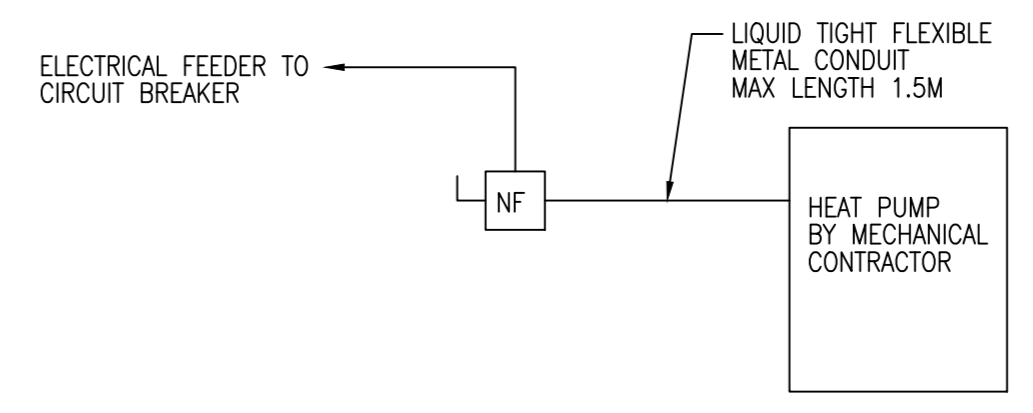 LIQUID TIGHT FLEXIBLE
METAL CONDUIT
MAX LENGTH 1.5M
ELECTRICAL FEEDER TO
CIRCUIT BREAKER
NF
HEAT PUMP
BY MECHANICAL
CONTRACTOR